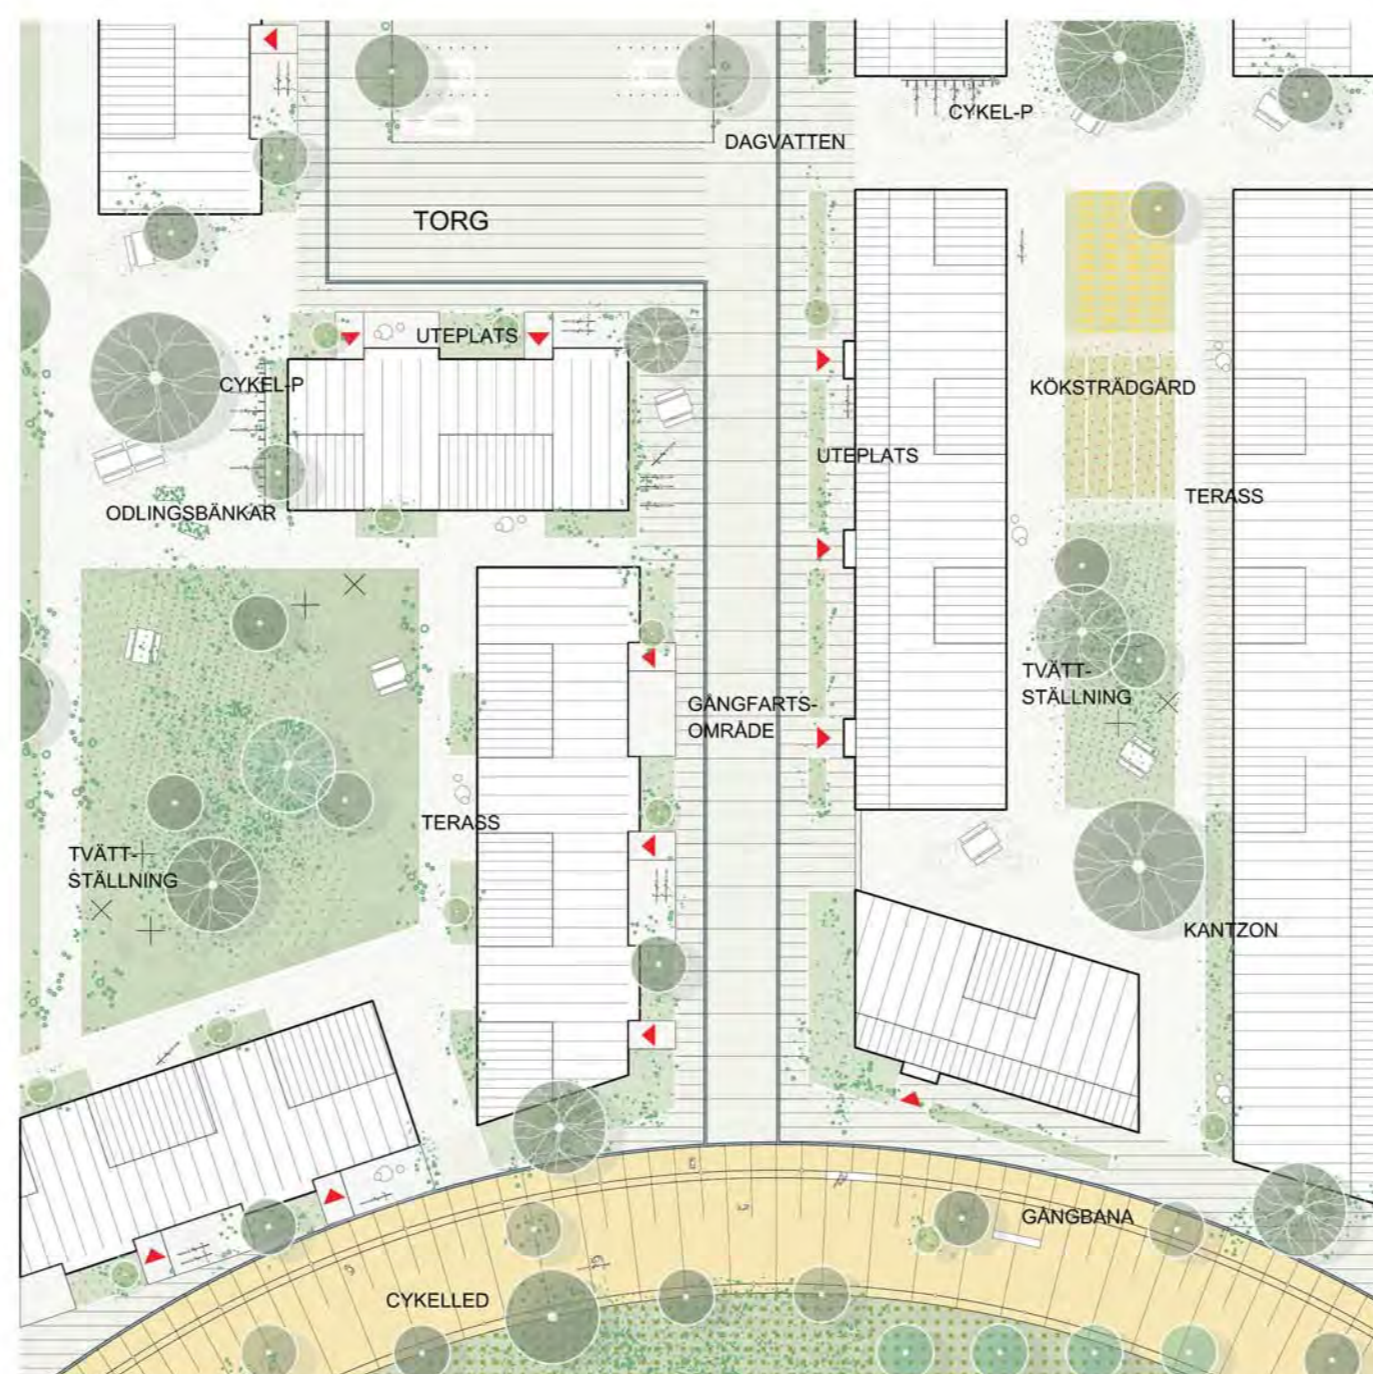 CYKEL-P
DAGVATTEN
TORG
UTEPLATS
CYKEL-P
KÖKSTRÄDGÅRD
UTEPLATS
TERASS
ODLINGSBÄNKAR
TVÄTT-
STÄLLNING
GÅNGFARTS-
OMRÅDE
TERASS
TVÄTT-
STÄLLNING
KANTZON
GÅNGBANA
CYKELLED